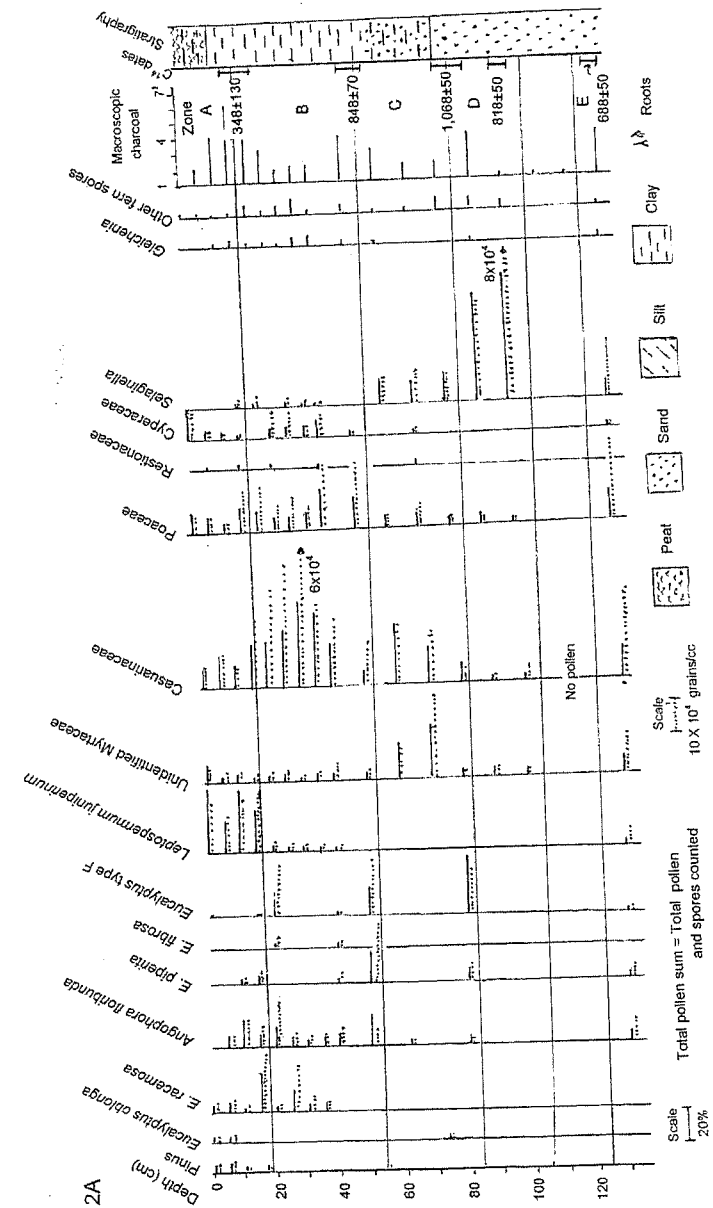 2A
Depth (cm)
Pinus
Eucalyptus oblonga
E. racemosa
Angophora floribunda
E. piperita
E. fibrosa
Eucalyptus type F
Leptospermum juniperinum
Unidentified Myrtaceae
Casuarinaceae
Poaceae
Restionaceae
Cyperaceae
Selaginella
Gleichenia
Other fern spores
Macroscopic
charcoal
C14 dates
Stratigraphy
1 4 7
Zone
A
348±130
B
848±70
C
1,068±50
D
818±50
E
688±50
0
20
40
60
80
100
120
6x10⁴
8x10⁴
No pollen
Scale
20%
Total pollen sum = Total pollen
and spores counted
Scale
10 X 10⁴ grains/cc
Peat
Sand
Silt
Clay
Roots